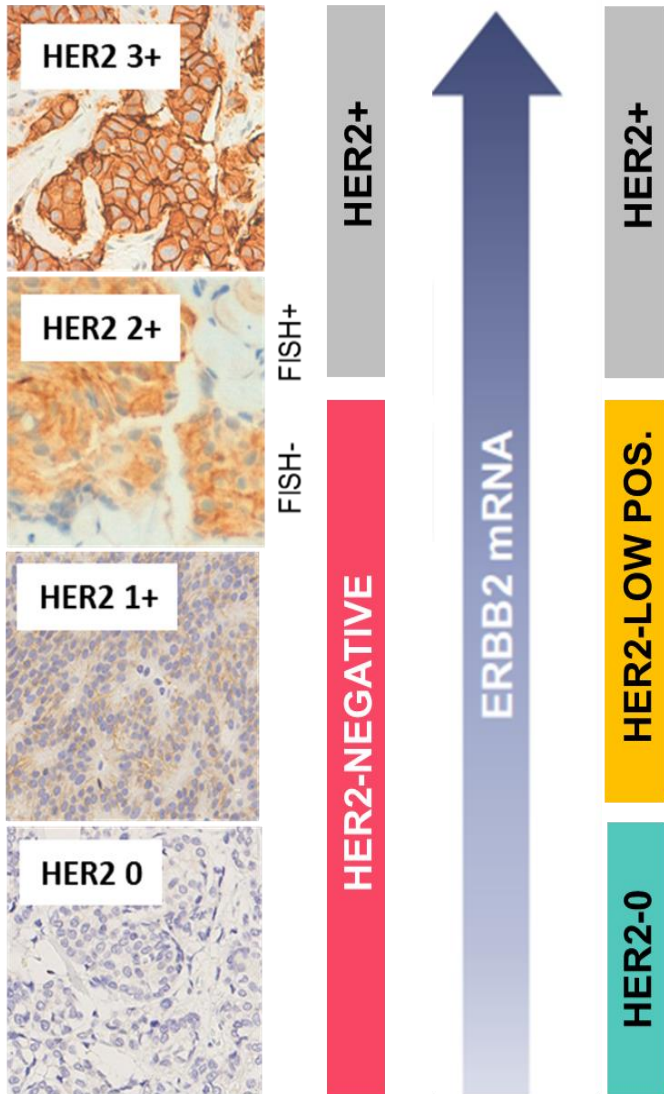 HER2 3+
HER2 2+
HER2 1+
HER2 0
FISH+
FISH-
HER2+
HER2-NEGATIVE
ERBB2 mRNA
HER2+
HER2-LOW POS.
HER2-0